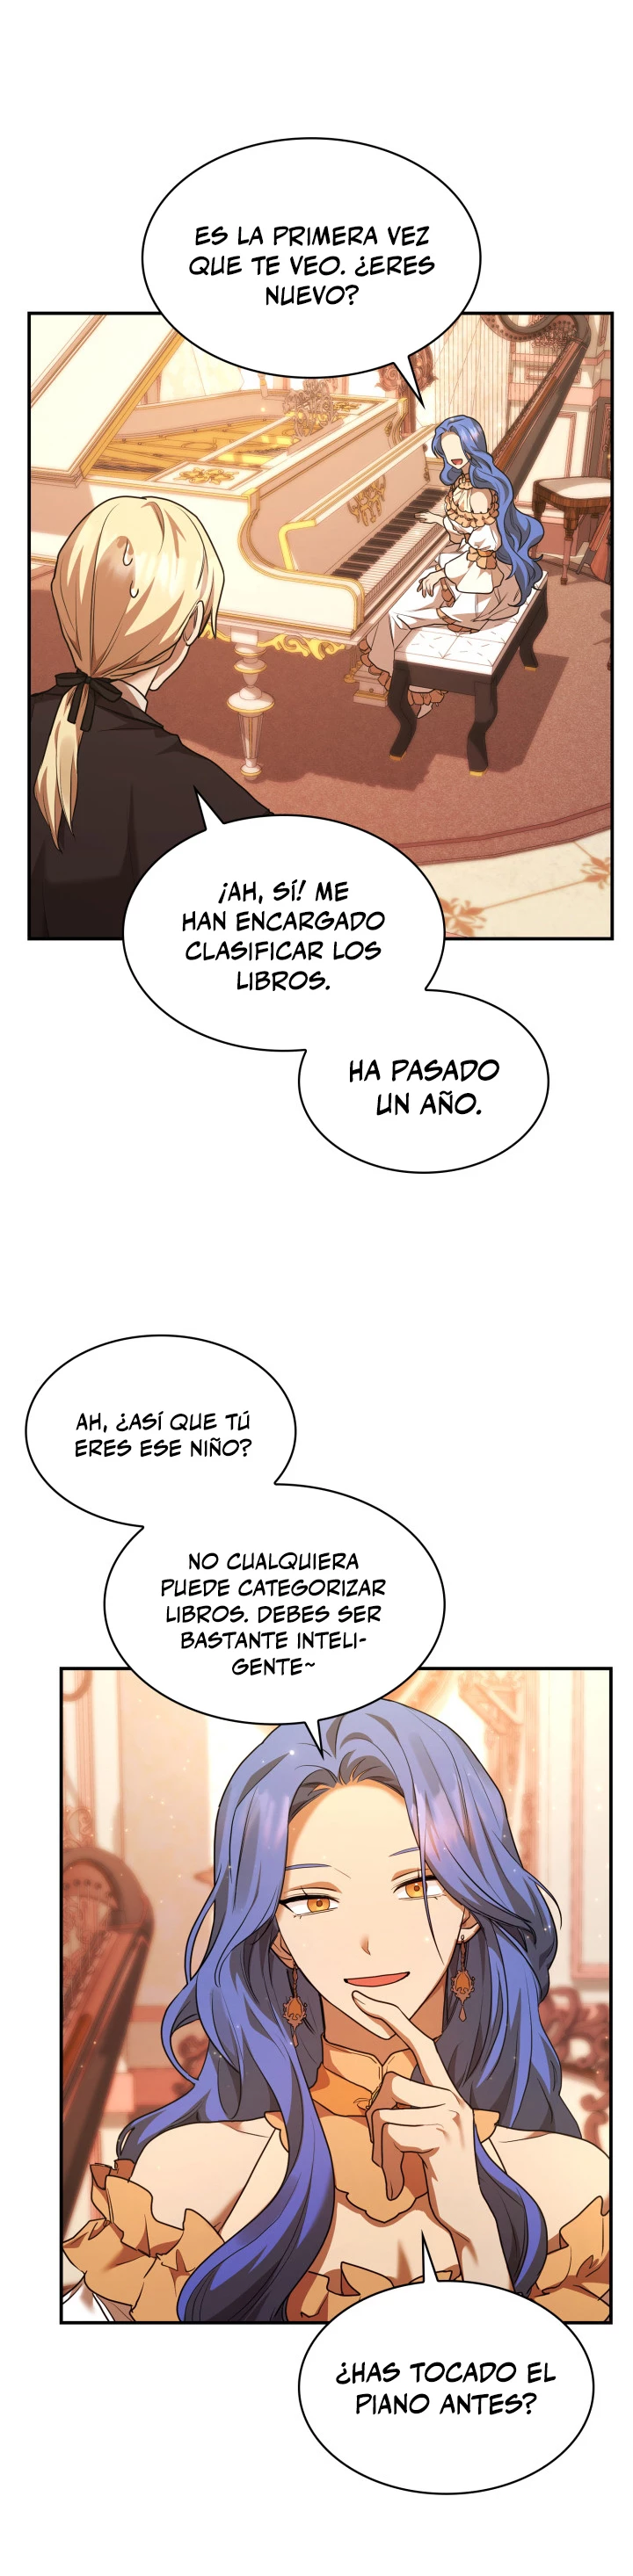 ES LA PRIMERA VEZ
QUE TE VEO. ¿ERES
NUEVO?
¡AH, SÍ! ME
HAN ENCARGADO
CLASIFICAR LOS
LIBROS.
HA PASADO
UN AÑO.
AH, ¿ASÍ QUE TÚ
ERES ESE NIÑO?
NO CUALQUIERA
PUEDE CATEGORIZAR
LIBROS. DEBES SER
BASTANTE INTELI-
GENTE~
¿HAS TOCADO EL
PIANO ANTES?